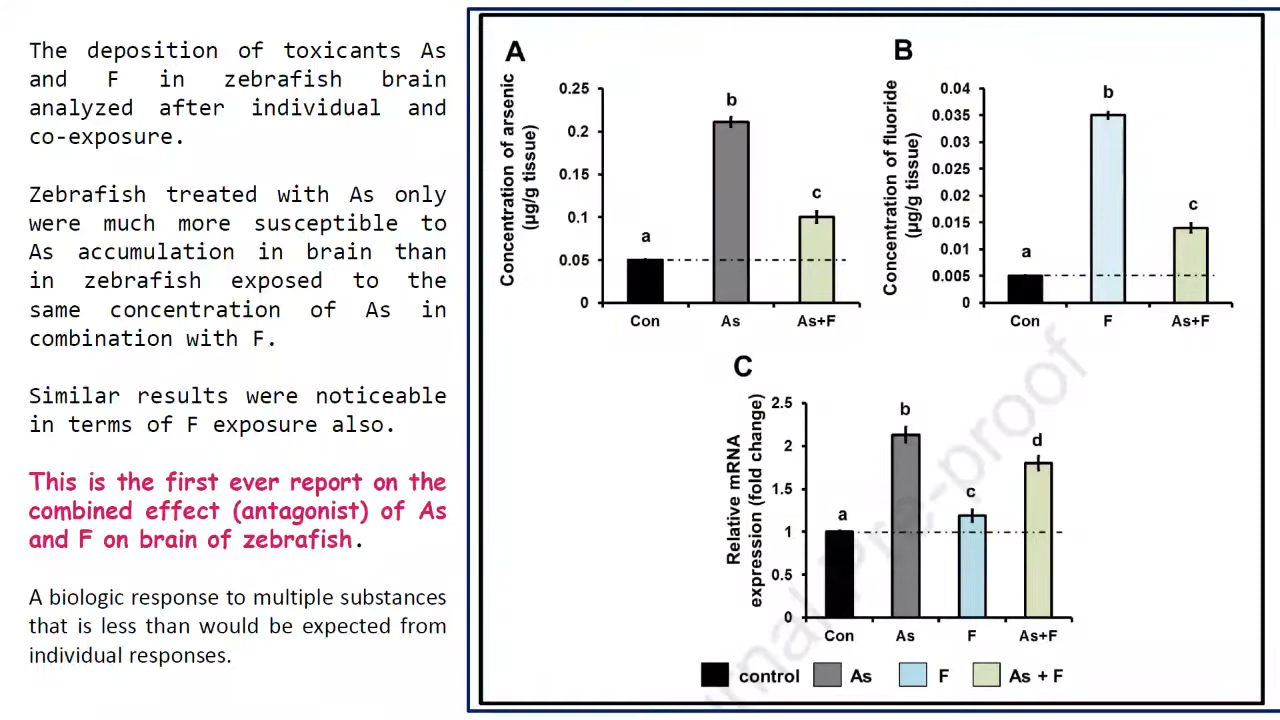 The deposition of toxicants As
and F in zebrafish brain
analyzed after individual and
co-exposure.
Zebrafish treated with As only
were much more susceptible to
As accumulation in brain than
in zebrafish exposed to the
same concentration of As in
combination with F.
Similar results were noticeable
in terms of F exposure also.
This is the first ever report on the
combined effect (antagonist) of As
and F on brain of zebrafish.
A biologic response to multiple substances
that is less than would be expected from
individual responses.
A
Concentration of arsenic
(µg/g tissue)
0.25
0.2
0.15
0.1
0.05
0
a
b
c
Con As As+F
B
Concentration of fluoride
(µg/g tissue)
0.04
0.035
0.03
0.025
0.02
0.015
0.01
0.005
0
a
b
c
Con F As+F
C
Relative mRNA
expression (fold change)
2.5
2
1.5
1
0.5
0
a
b
c
d
Con As F As+F
control As F As + F
rnal Pre-proof